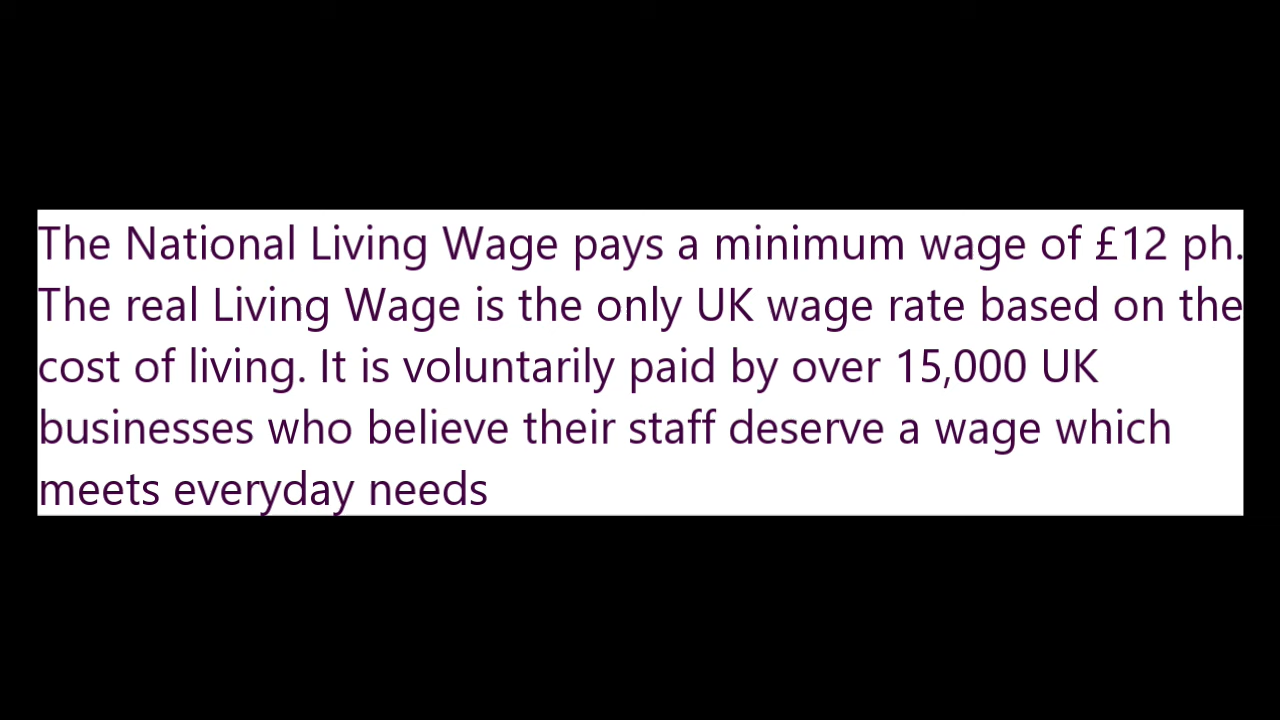 The National Living Wage pays a minimum wage of £12 ph.
The real Living Wage is the only UK wage rate based on the
cost of living. It is voluntarily paid by over 15,000 UK
businesses who believe their staff deserve a wage which
meets everyday needs